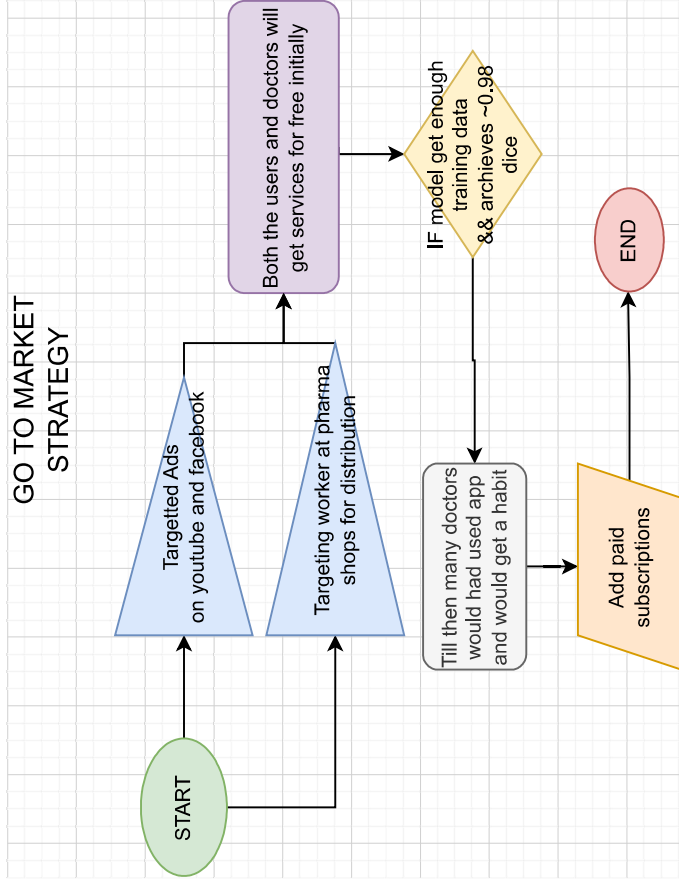 GO TO MARKET
STRATEGY
START
Targetted Ads
on youtube and facebook
Targeting worker at pharma
shops for distribution
Both the users and doctors will
get services for free initially
IF model get enough
training data
&& archieves ~0.98
dice
Till then many doctors
would had used app
and would get a habit
Add paid
subscriptions
END